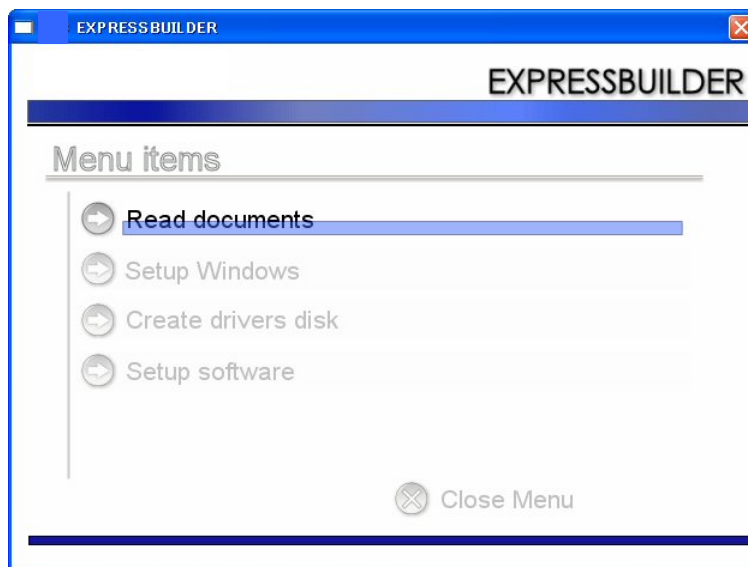 EXPRESSBUILDER
EXPRESSBUILDER
Menu items
Read documents
Setup Windows
Create drivers disk
Setup software
Close Menu